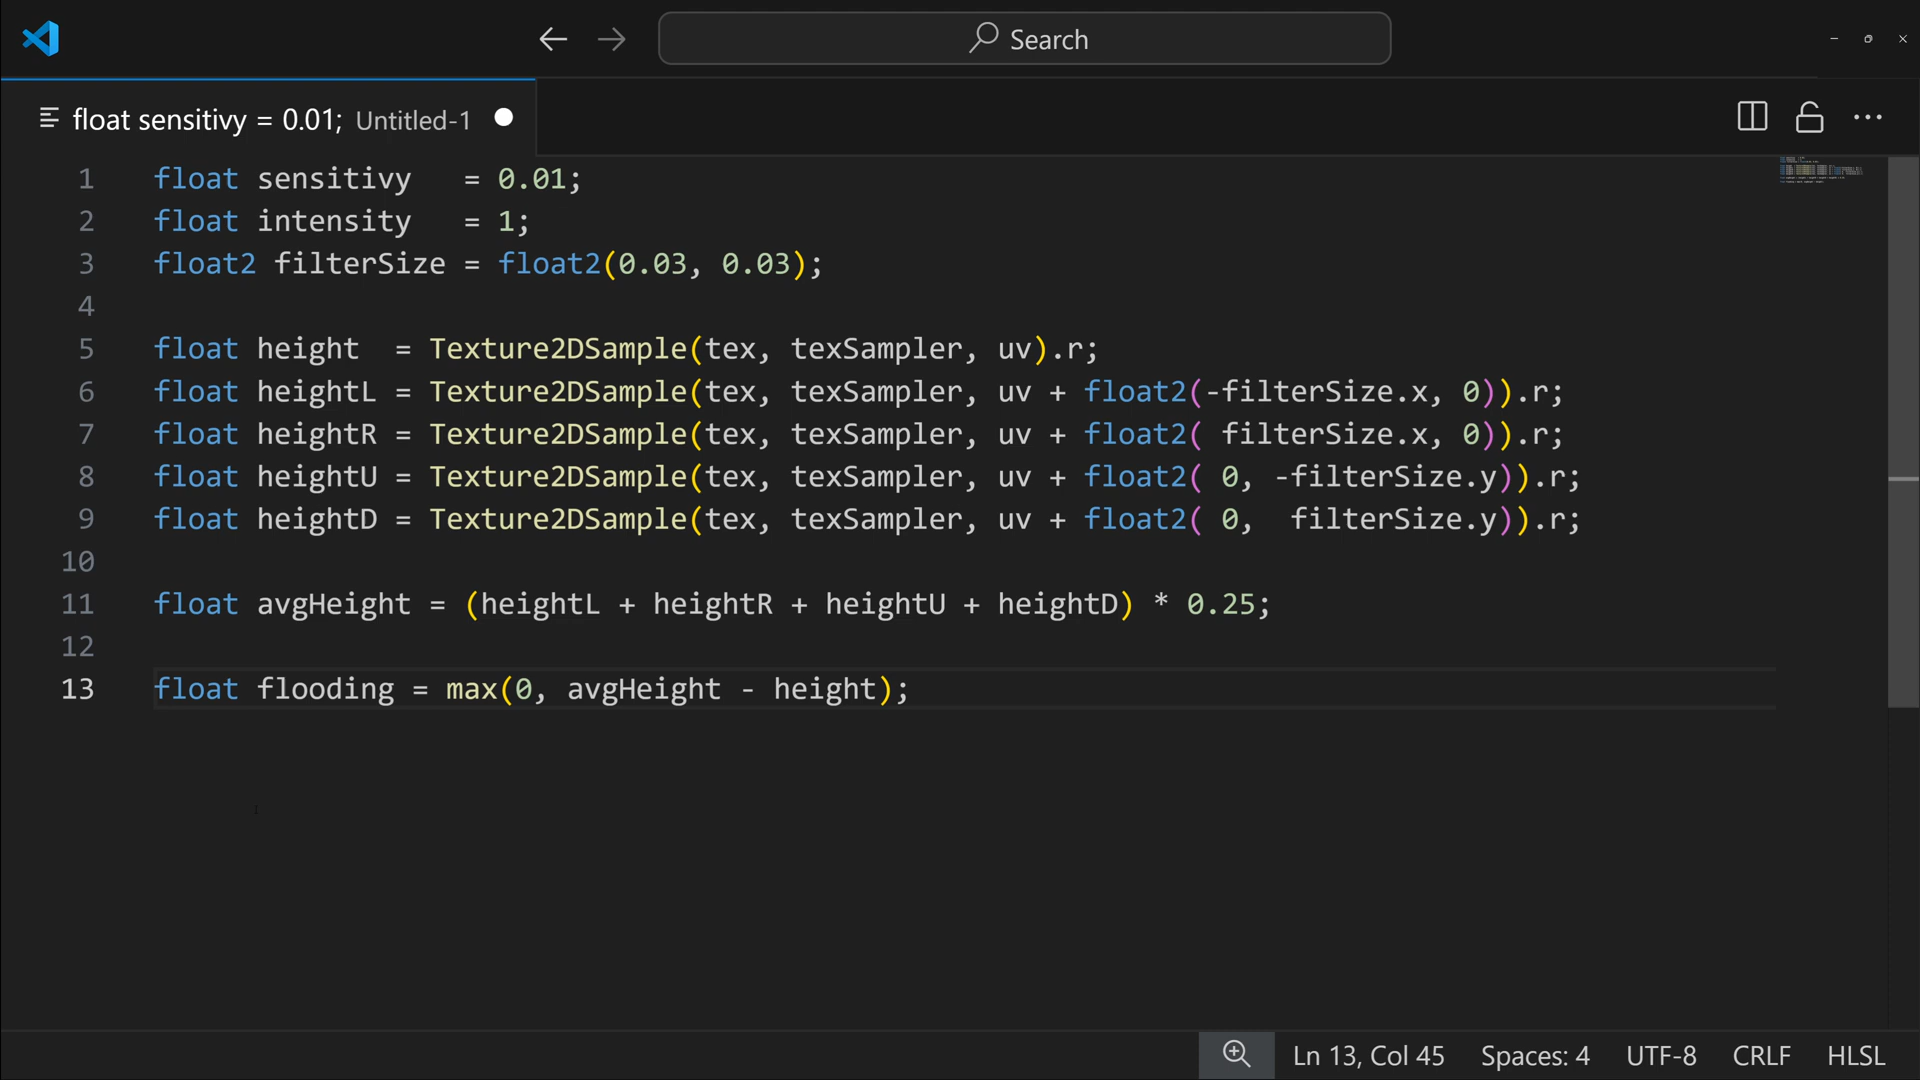 Search
float sensitivy = 0.01; Untitled-1
1 float sensitivy   = 0.01;
2 float intensity   = 1;
3 float2 filterSize = float2(0.03, 0.03);
4
5 float height  = Texture2DSample(tex, texSampler, uv).r;
6 float heightL = Texture2DSample(tex, texSampler, uv + float2(-filterSize.x, 0)).r;
7 float heightR = Texture2DSample(tex, texSampler, uv + float2( filterSize.x, 0)).r;
8 float heightU = Texture2DSample(tex, texSampler, uv + float2( 0, -filterSize.y)).r;
9 float heightD = Texture2DSample(tex, texSampler, uv + float2( 0,  filterSize.y)).r;
10
11 float avgHeight = (heightL + heightR + heightU + heightD) * 0.25;
12
13 float flooding = max(0, avgHeight - height);
Ln 13, Col 45 Spaces: 4 UTF-8 CRLF HLSL